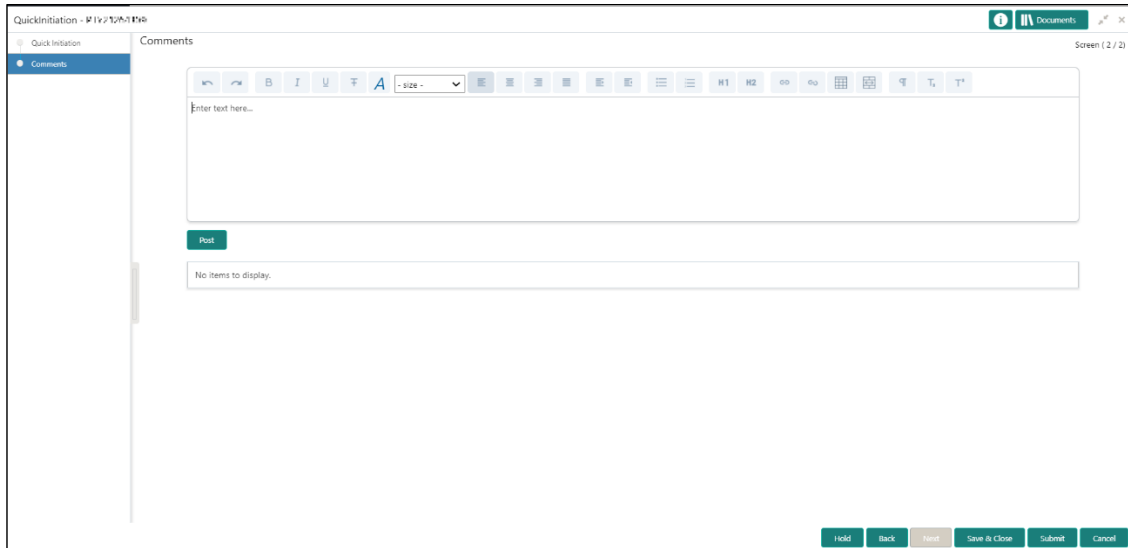 QuickInitiation -
Documents
Quick Initiation
Comments
Comments
Screen ( 2 / 2 )
B I U T A - size - H1 H2
Enter text here...
Post
No items to display.
Hold Back Next Save & Close Submit Cancel